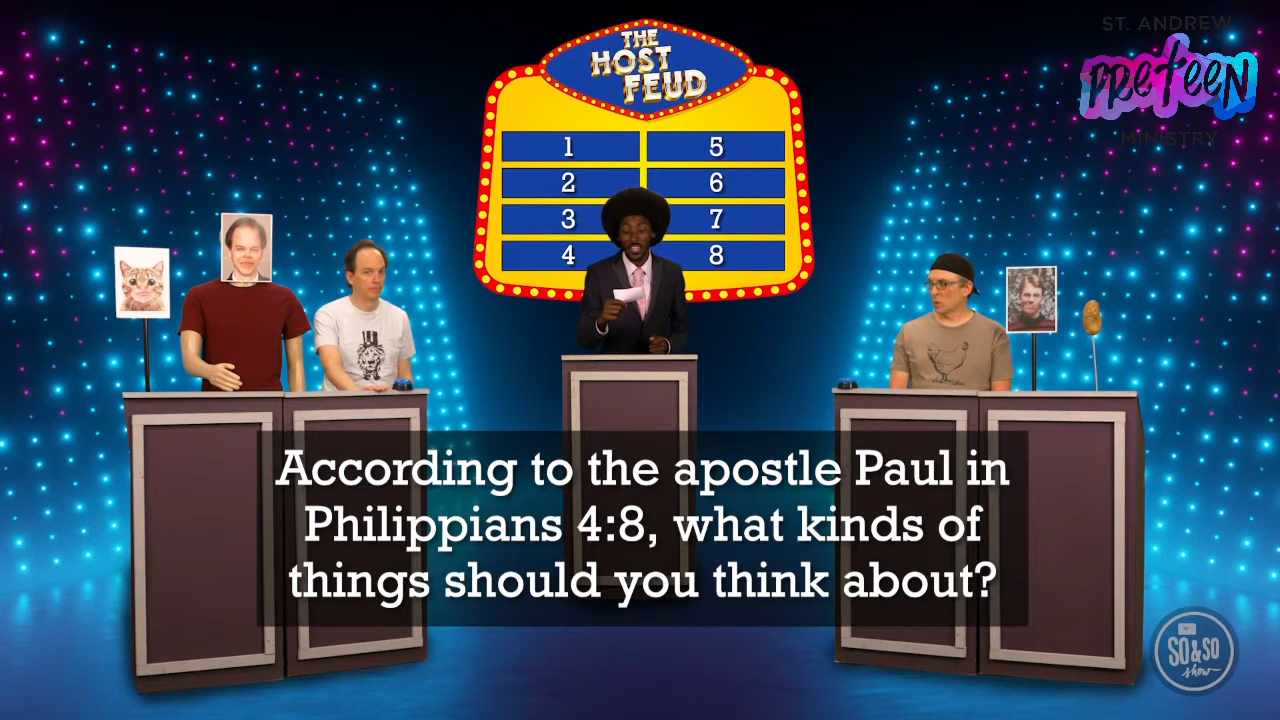 ST. ANDREW
PRETEEN
MINISTRY
THE
HOST
FEUD
1
5
2
6
3
7
4
8
According to the apostle Paul in
Philippians 4:8, what kinds of
things should you think about?
SO & SO
show